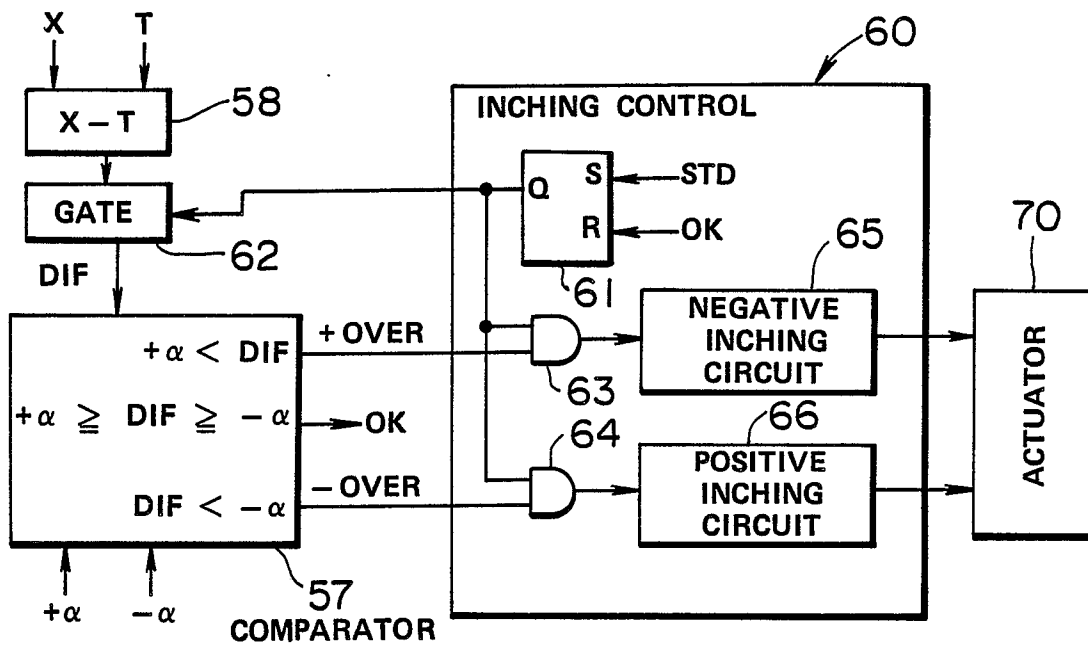 X T
60
58
X − T
INCHING CONTROL
Q S STD
R OK
GATE
62
61
65
70
DIF
NEGATIVE
INCHING
CIRCUIT
ACTUATOR
+α < DIF
+ OVER
63
+α ≧ DIF ≧ −α
OK
64
66
POSITIVE
INCHING
CIRCUIT
DIF < −α
− OVER
+α −α
57
COMPARATOR